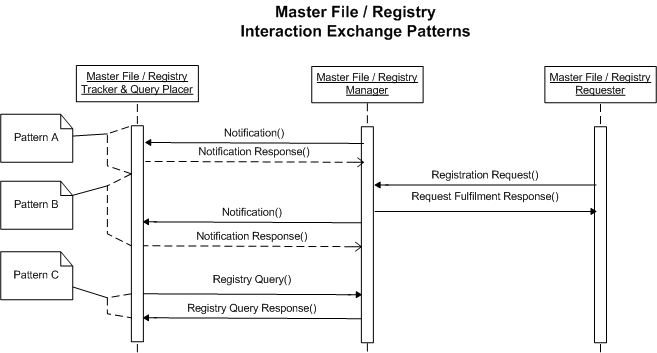 Master File / Registry
Interaction Exchange Patterns
Master File / Registry
Tracker & Query Placer
Master File / Registry
Manager
Master File / Registry
Requester
Pattern A
Notification()
Notification Response()
Registration Request()
Pattern B
Request Fulfilment Response()
Notification()
Notification Response()
Pattern C
Registry Query()
Registry Query Response()